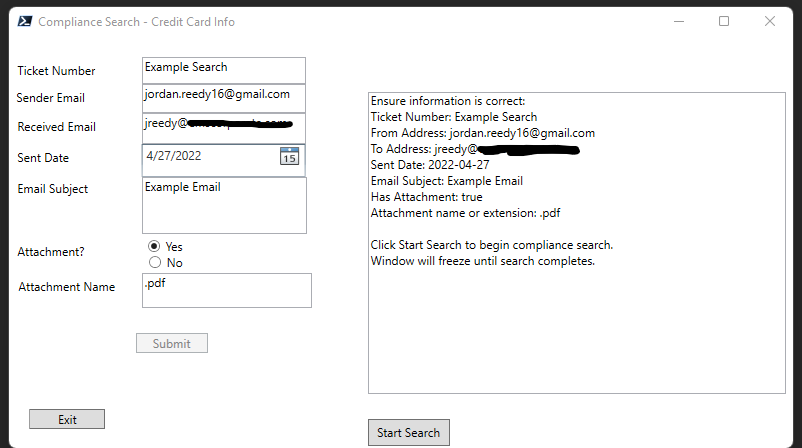 Compliance Search - Credit Card Info
Ticket Number
Example Search
Sender Email
jordan.reedy16@gmail.com
Received Email
jreedy@
Sent Date
4/27/2022
15
Email Subject
Example Email
Attachment?
Yes
No
Attachment Name
.pdf
Submit
Exit
Ensure information is correct:
Ticket Number: Example Search
From Address: jordan.reedy16@gmail.com
To Address: jreedy@
Sent Date: 2022-04-27
Email Subject: Example Email
Has Attachment: true
Attachment name or extension: .pdf
Click Start Search to begin compliance search.
Window will freeze until search completes.
Start Search